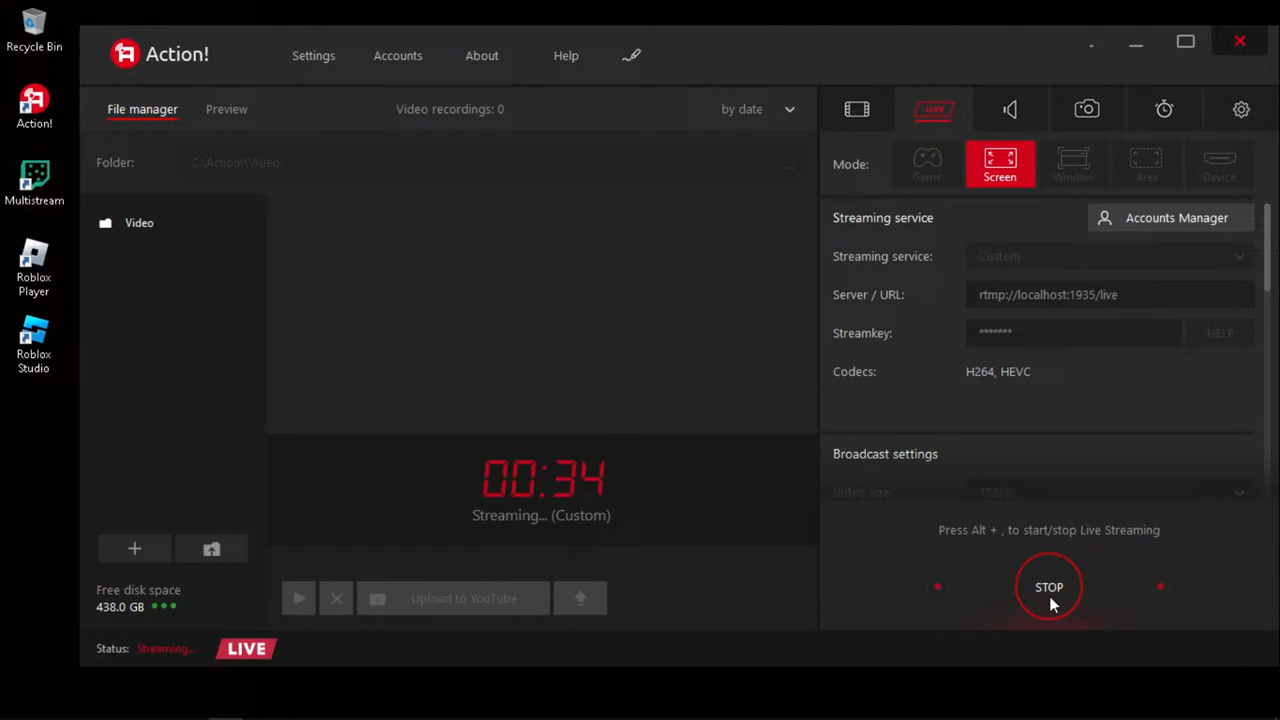 Recycle Bin
Action!
Multistream
Roblox
Player
Roblox
Studio
Action!
Settings
Accounts
About
Help
File manager
Preview
Video recordings: 0
by date
Folder:
C:\Action!\Video
....
Video
00:34
Streaming... (Custom)
Free disk space
438.0 GB
Upload to YouTube
Status:
Streaming...
LIVE
LIVE
Mode:
Game
Screen
Window
Area
Device
Streaming service
Accounts Manager
Streaming service:
Custom
Server / URL:
rtmp://localhost:1935/live
Streamkey:
*******
HELP
Codecs:
H264, HEVC
Broadcast settings
Video size:
1080p
Press Alt + , to start/stop Live Streaming
STOP